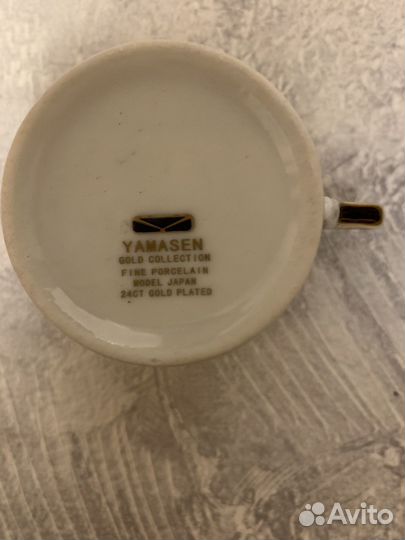 YAMASEN
GOLD COLLECTION
FINE PORCELAIN
MODEL JAPAN
24CT GOLD PLATED
Avito